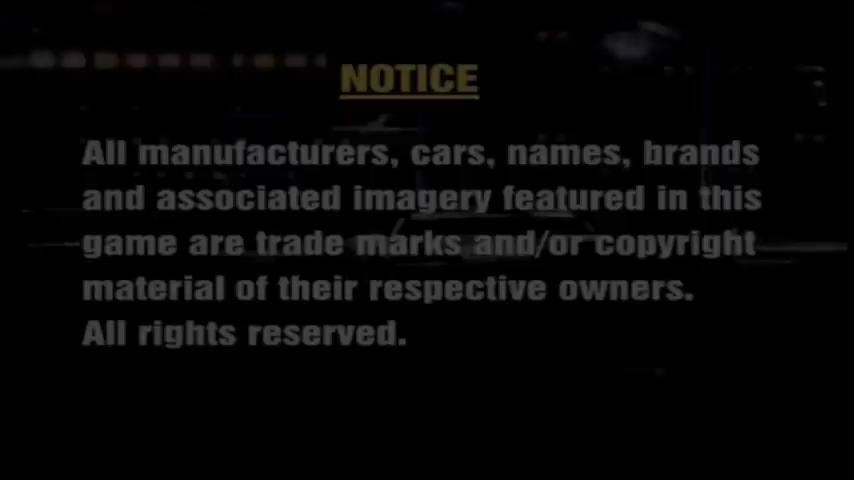 NOTICE
All manufacturers, cars, names, brands
and associated imagery featured in this
game are trade marks and/or copyright
material of their respective owners.
All rights reserved.